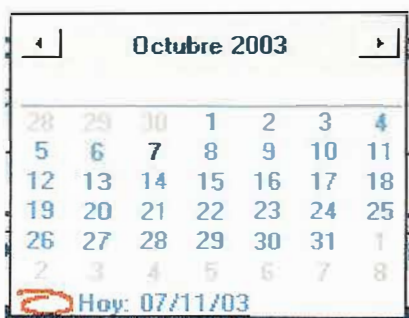 Octubre 2003
28 29 30 1 2 3 4
5 6 7 8 9 10 11
12 13 14 15 16 17 18
19 20 21 22 23 24 25
26 27 28 29 30 31 1
2 3 4 5 6 7 8
Hoy: 07/11/03